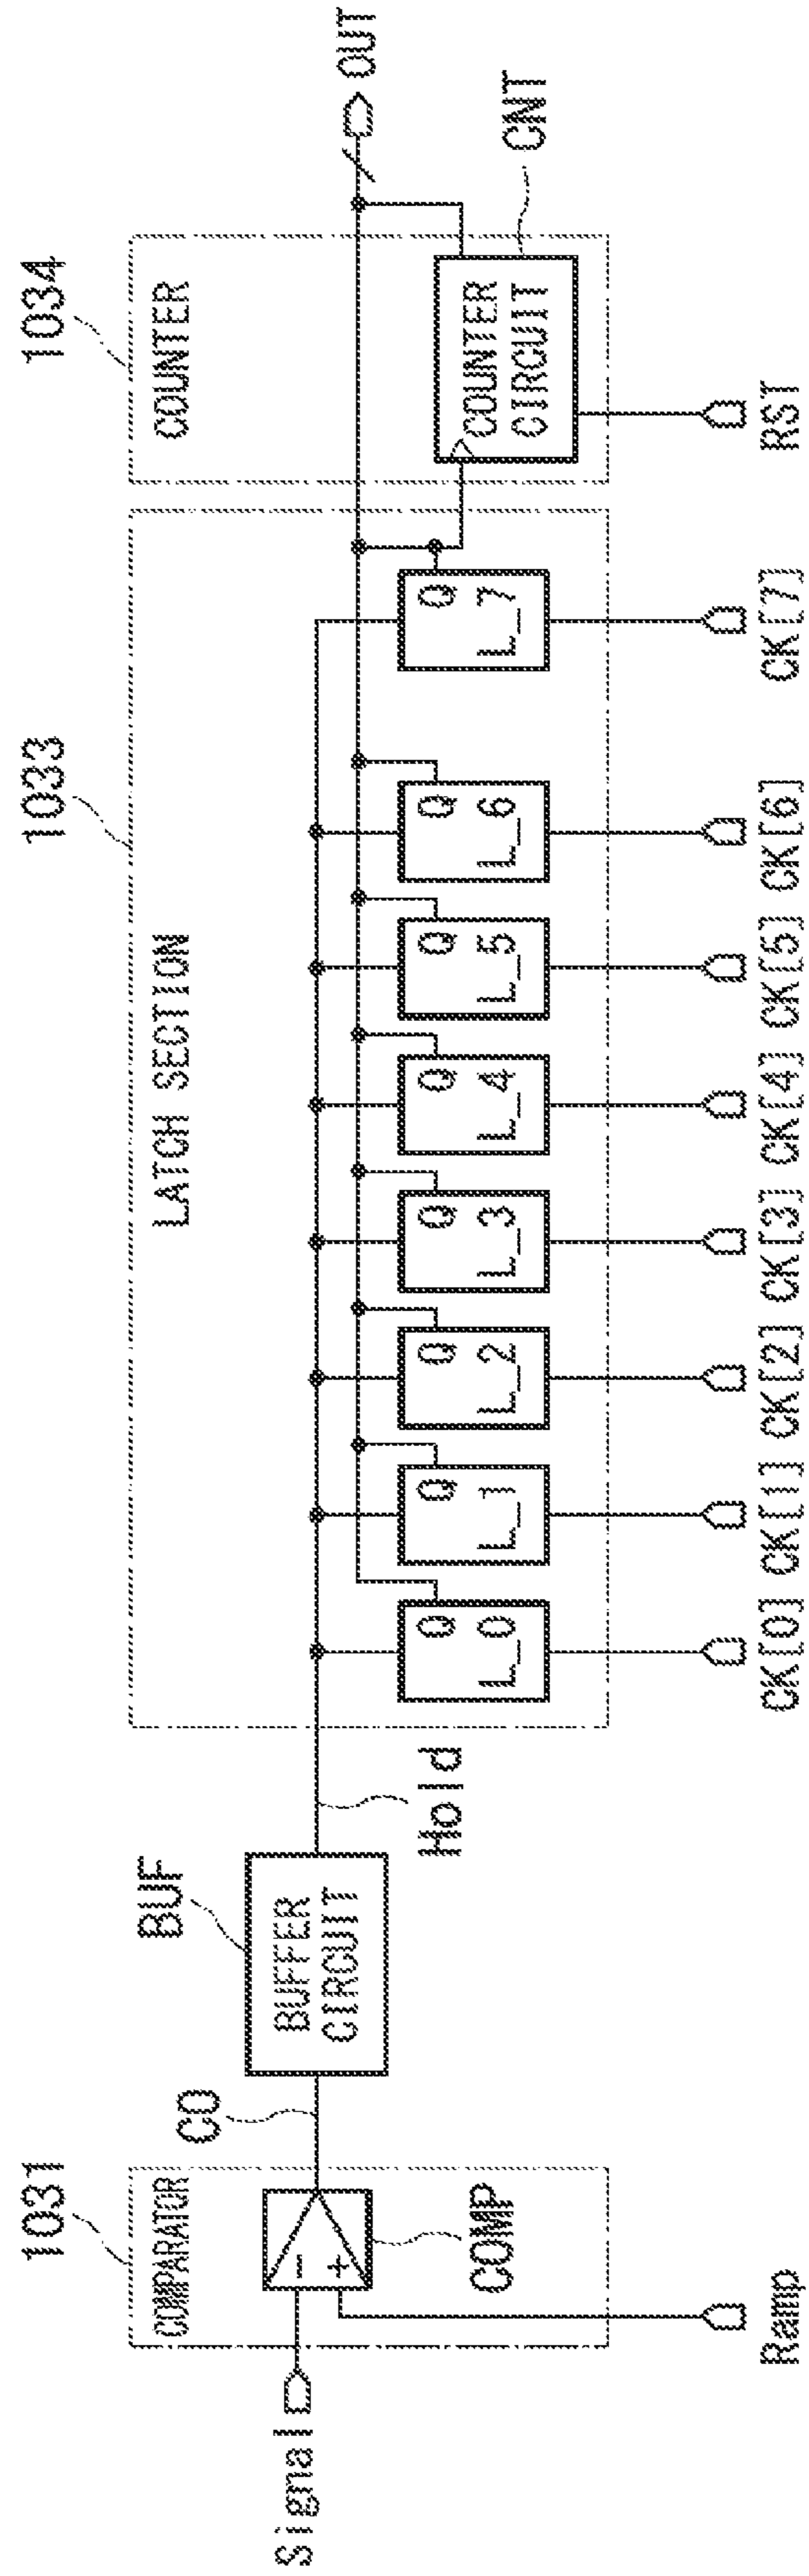 1031
1033
1034
COMPARATOR
CO
BUF
LATCH SECTION
COUNTER
Signal
-
+
COMP
BUFFER
CIRCUIT
Hold
Q
L_0
Q
L_1
Q
L_2
Q
L_3
Q
L_4
Q
L_5
Q
L_6
Q
L_7
COUNTER
CIRCUIT
OUT
CNT
Ramp
CK[0]
CK[1]
CK[2]
CK[3]
CK[4]
CK[5]
CK[6]
CK[7]
RST